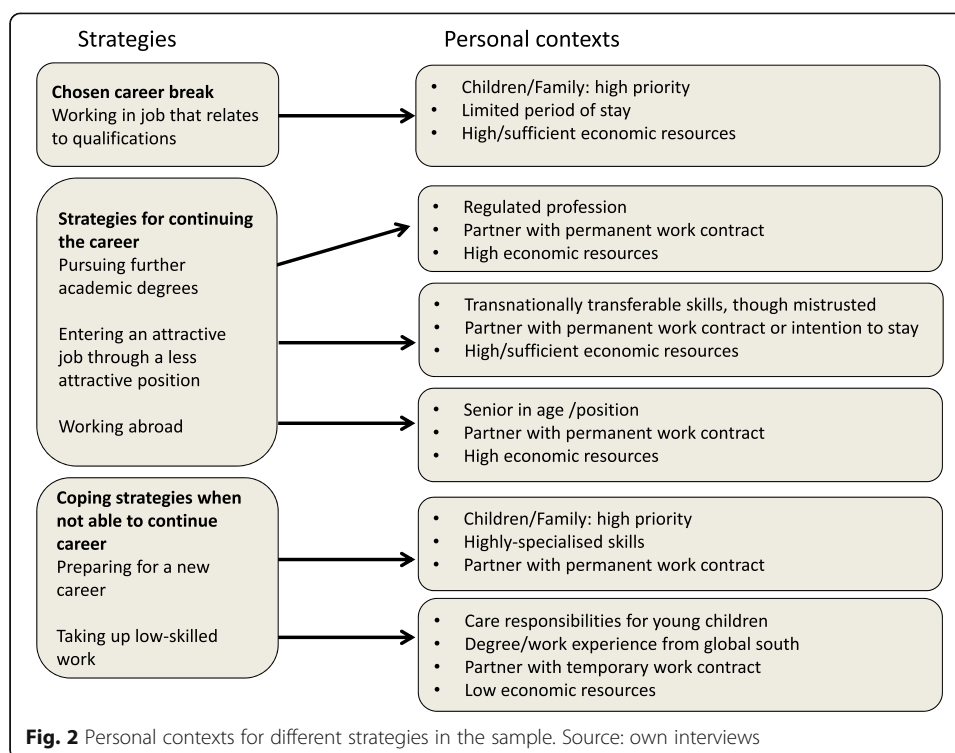 Strategies
Personal contexts
Chosen career break
Working in job that relates
to qualifications
• Children/Family: high priority
• Limited period of stay
• High/sufficient economic resources
Strategies for continuing
the career
Pursuing further
academic degrees
• Regulated profession
• Partner with permanent work contract
• High economic resources
Entering an attractive
job through a less
attractive position
• Transnationally transferable skills, though mistrusted
• Partner with permanent work contract or intention to stay
• High/sufficient economic resources
Working abroad
• Senior in age /position
• Partner with permanent work contract
• High economic resources
Coping strategies when
not able to continue
career
Preparing for a new
career
• Children/Family: high priority
• Highly-specialised skills
• Partner with permanent work contract
Taking up low-skilled
work
• Care responsibilities for young children
• Degree/work experience from global south
• Partner with temporary work contract
• Low economic resources
Fig. 2 Personal contexts for different strategies in the sample. Source: own interviews